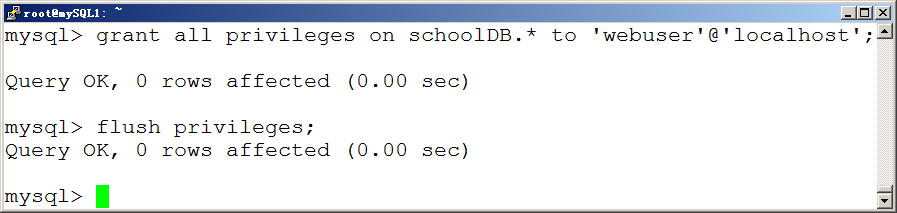 root@mySQL1: ~
mysql> grant all privileges on schoolDB.* to 'webuser'@'localhost';
Query OK, 0 rows affected (0.00 sec)
mysql> flush privileges;
Query OK, 0 rows affected (0.00 sec)
mysql>